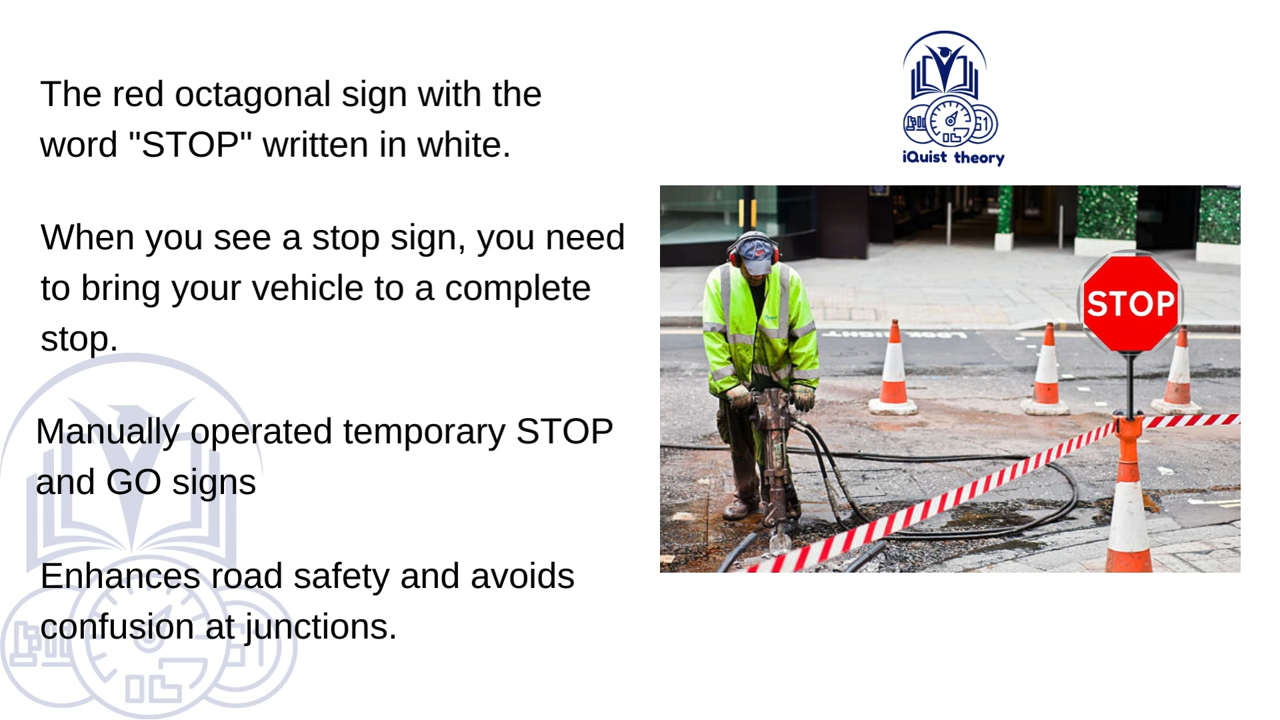 The red octagonal sign with the
word "STOP" written in white.
When you see a stop sign, you need
to bring your vehicle to a complete
stop.
Manually operated temporary STOP
and GO signs
Enhances road safety and avoids
confusion at junctions.
iQuist theory
LOOK RIGHT
STOP